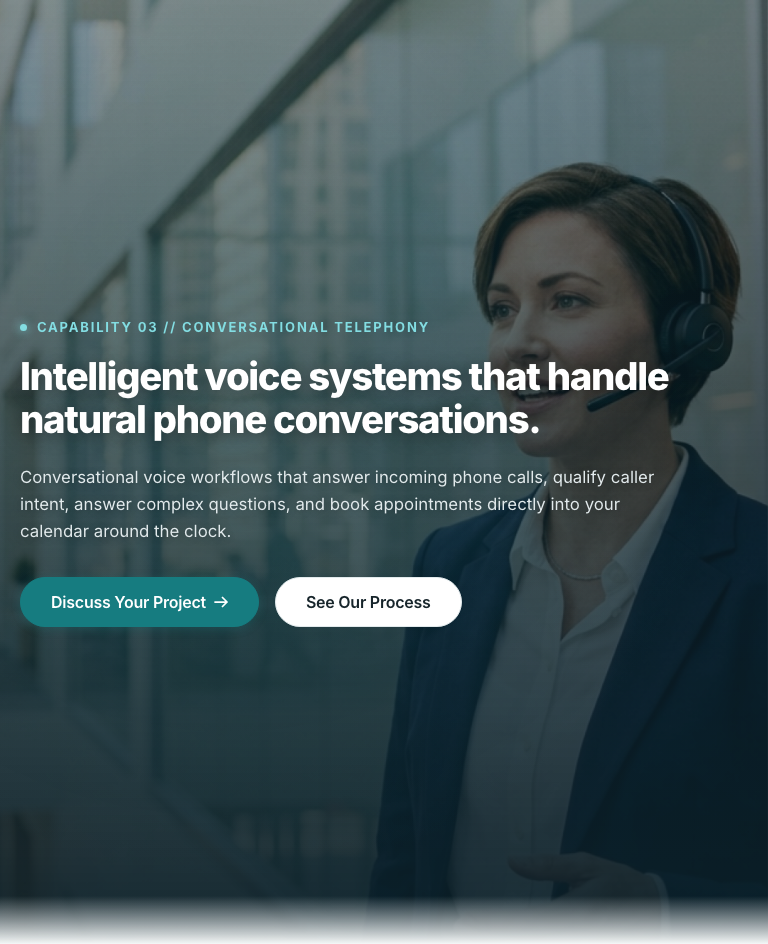 CAPABILITY 03 // CONVERSATIONAL TELEPHONY
Intelligent voice systems that handle
natural phone conversations.
Conversational voice workflows that answer incoming phone calls, qualify caller
intent, answer complex questions, and book appointments directly into your
calendar around the clock.
Discuss Your Project →
See Our Process